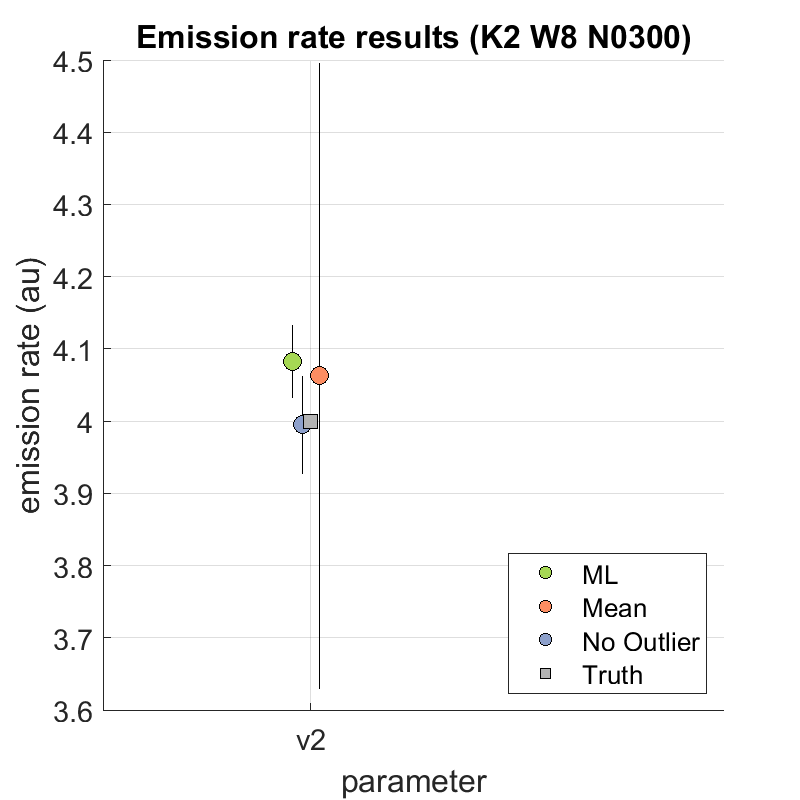 Emission rate results (K2 W8 N0300)
4.5
4.4
4.3
4.2
4.1
4
3.9
3.8
3.7
3.6
emission rate (au)
ML
Mean
No Outlier
Truth
v2
parameter